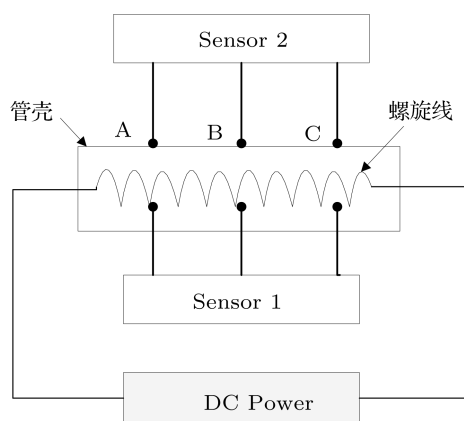 Sensor 2
管壳
A
B
C
螺旋线
Sensor 1
DC Power